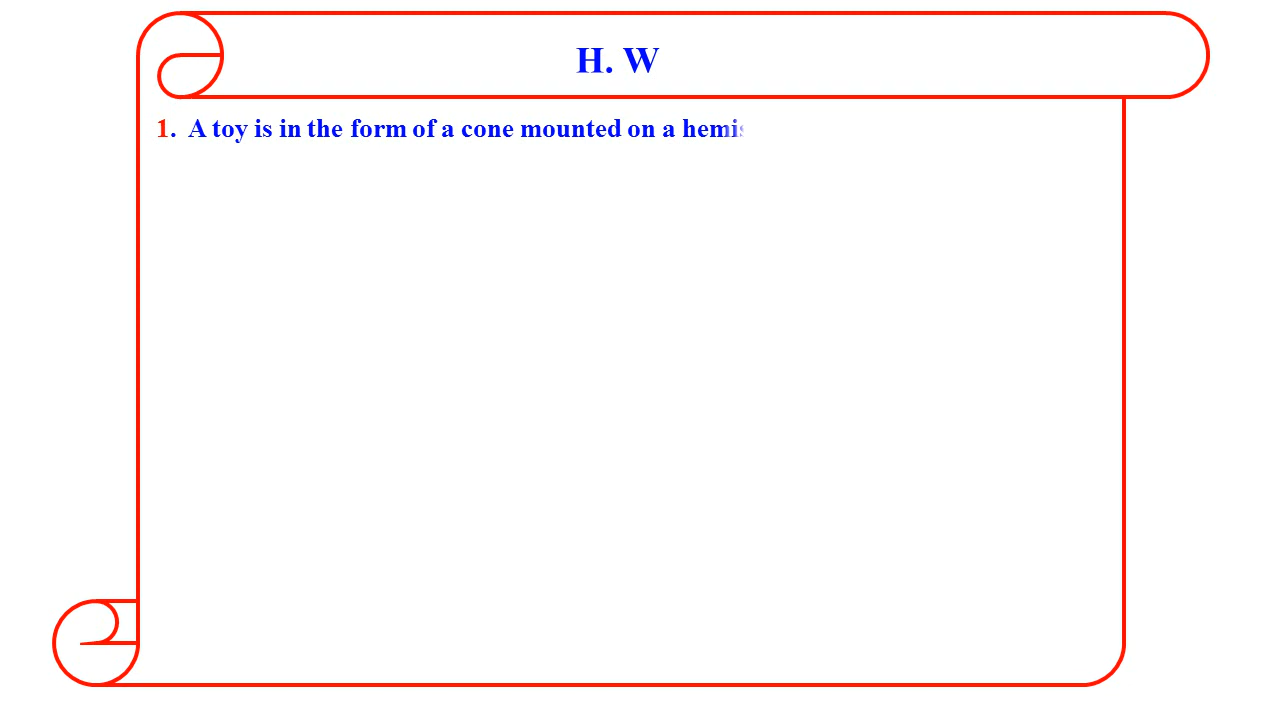 H. W
1. A toy is in the form of a cone mounted on a